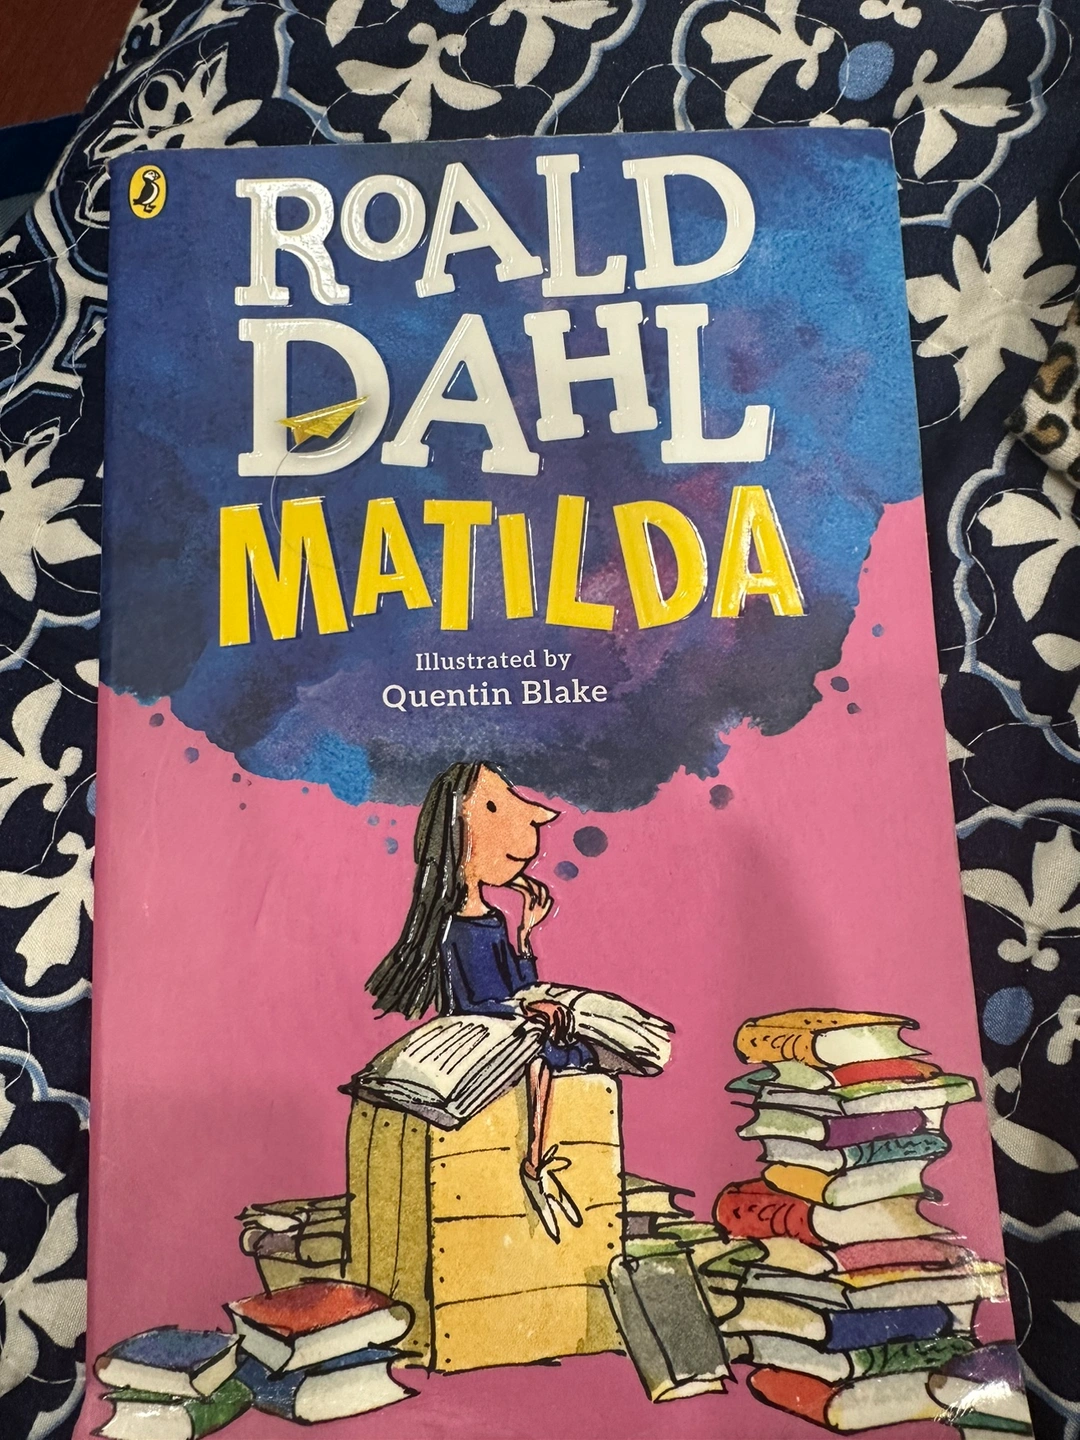 ROALD
DAHL
MATILDA
Illustrated by
Quentin Blake